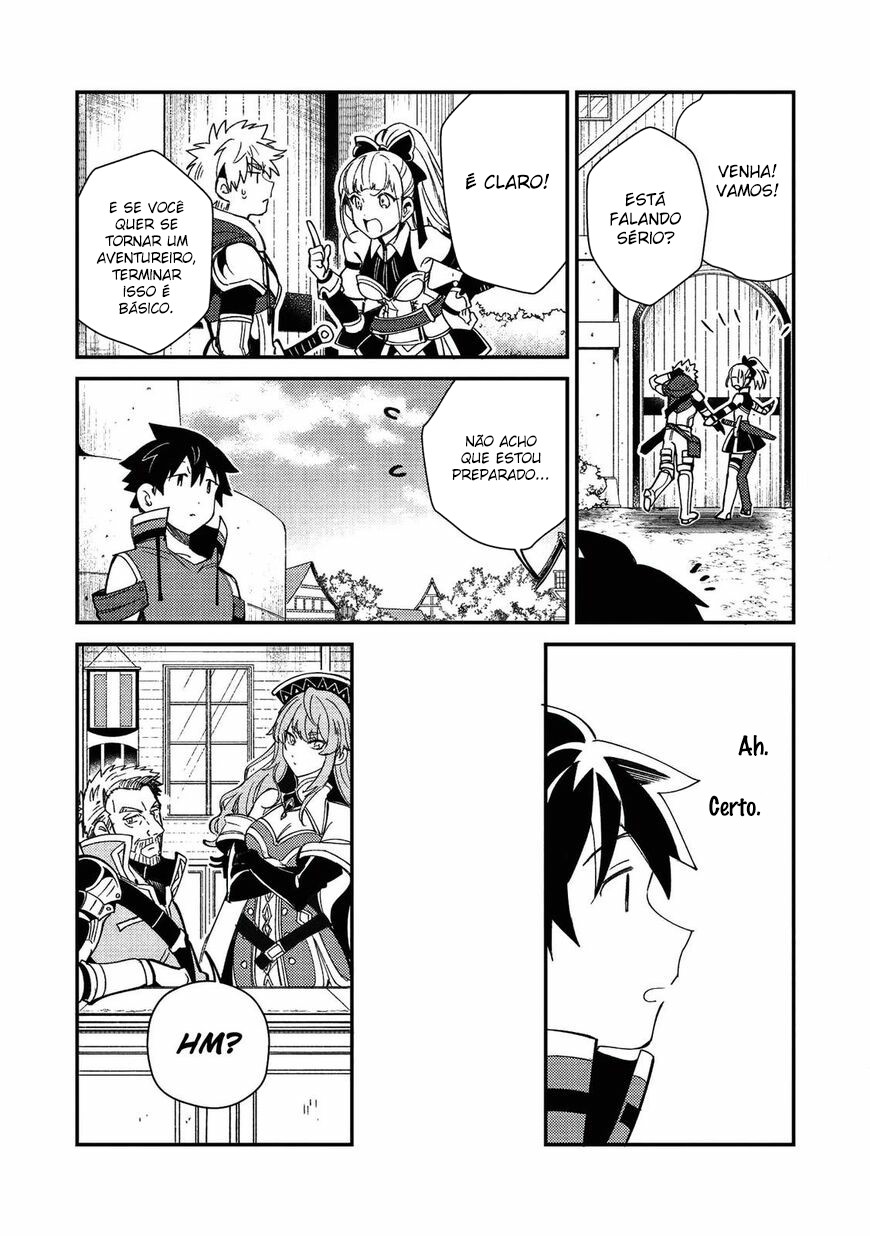 VENHA!
VAMOS!
ESTÁ
FALANDO
SÉRIO?
É CLARO!
E SE VOCÊ
QUER SE
TORNAR UM
AVENTUREIRO,
TERMINAR
ISSO É
BÁSICO.
NÃO ACHO
QUE ESTOU
PREPARADO...
Ah.
Certo.
HM?